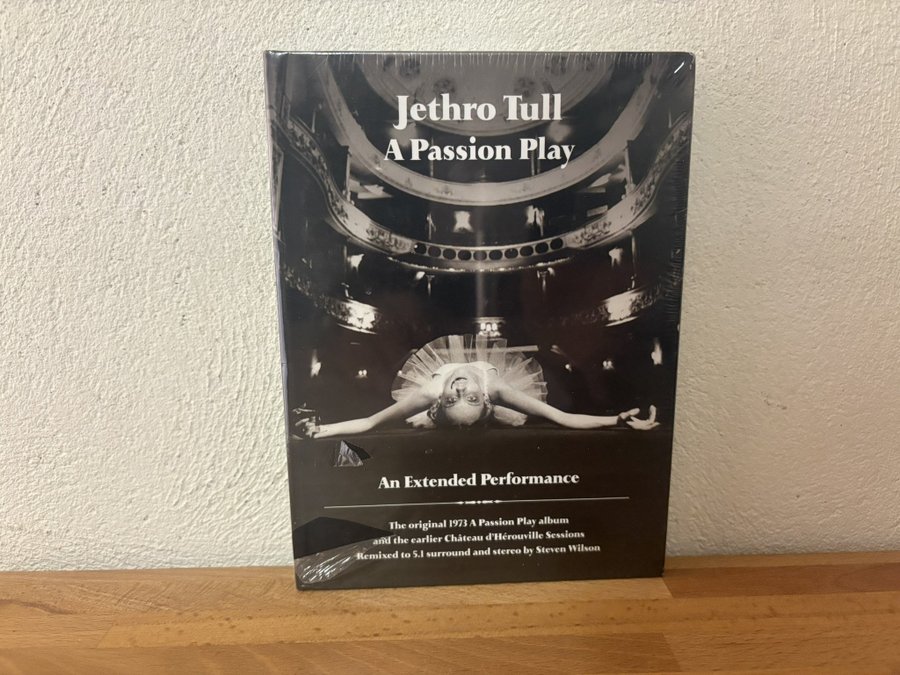 Jethro Tull
A Passion Play
An Extended Performance
The original 1973 A Passion Play album
and the earlier Château d'Hérouville Sessions
Remixed to 5.1 surround and stereo by Steven Wilson